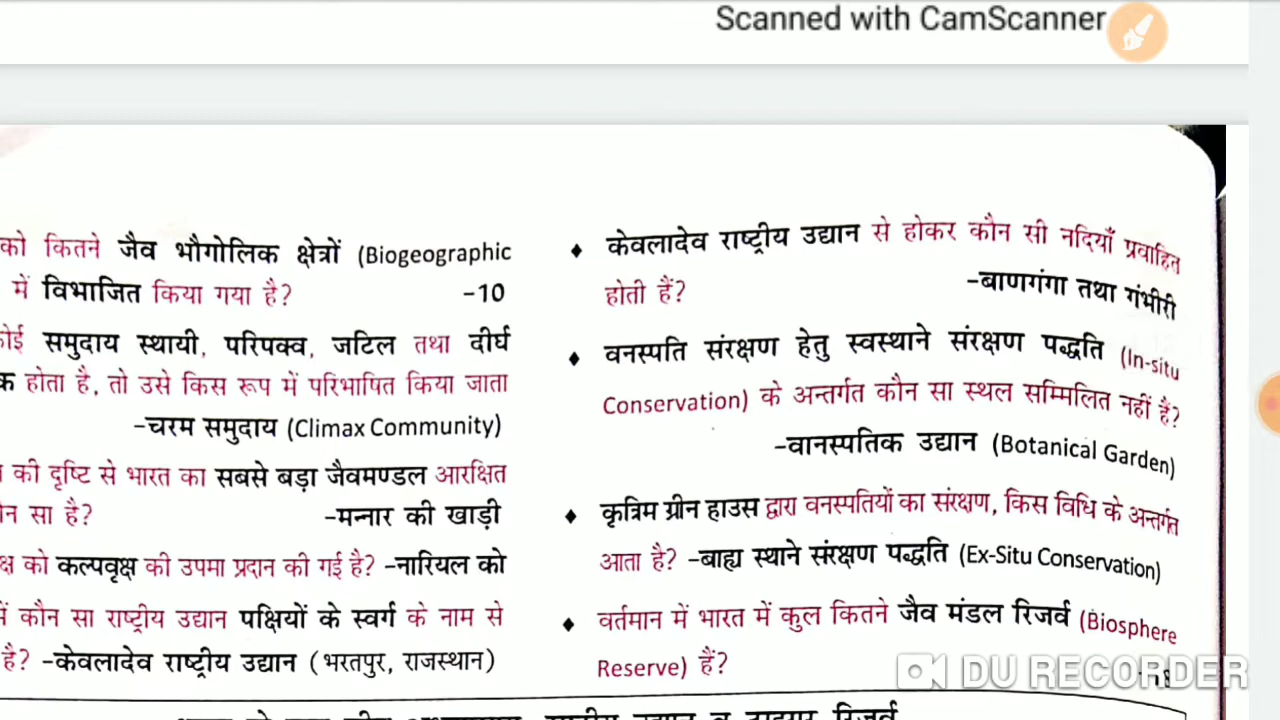 Scanned with CamScanner
को कितने जैव भौगोलिक क्षेत्रों (Biogeographic
में विभाजित किया गया है? -10
समुदाय स्थायी, परिपक्व, जटिल तथा दीर्घ
होता है, तो उसे किस रूप में परिभाषित किया जाता
-चरम समुदाय (Climax Community)
की दृष्टि से भारत का सबसे बड़ा जैवमण्डल आरक्षित
सा है? -मन्नार की खाड़ी
को कल्पवृक्ष की उपमा प्रदान की गई है? -नारियल को
में कौन सा राष्ट्रीय उद्यान पक्षियों के स्वर्ग के नाम से
है? -केवलादेव राष्ट्रीय उद्यान (भरतपुर, राजस्थान)
♦ केवलादेव राष्ट्रीय उद्यान से होकर कौन सी नदियाँ प्रवाहित
होती हैं? -बाणगंगा तथा गंभीरी
♦ वनस्पति संरक्षण हेतु स्वस्थाने संरक्षण पद्धति (In-situ
Conservation) के अन्तर्गत कौन सा स्थल सम्मिलित नहीं है?
-वानस्पतिक उद्यान (Botanical Garden)
♦ कृत्रिम ग्रीन हाउस द्वारा वनस्पतियों का संरक्षण, किस विधि के अन्तर्गत
आता है? -बाह्य स्थाने संरक्षण पद्धति (Ex-Situ Conservation)
♦ वर्तमान में भारत में कुल कितने जैव मंडल रिजर्व (Biosphere
Reserve) हैं?
DU RECORDER